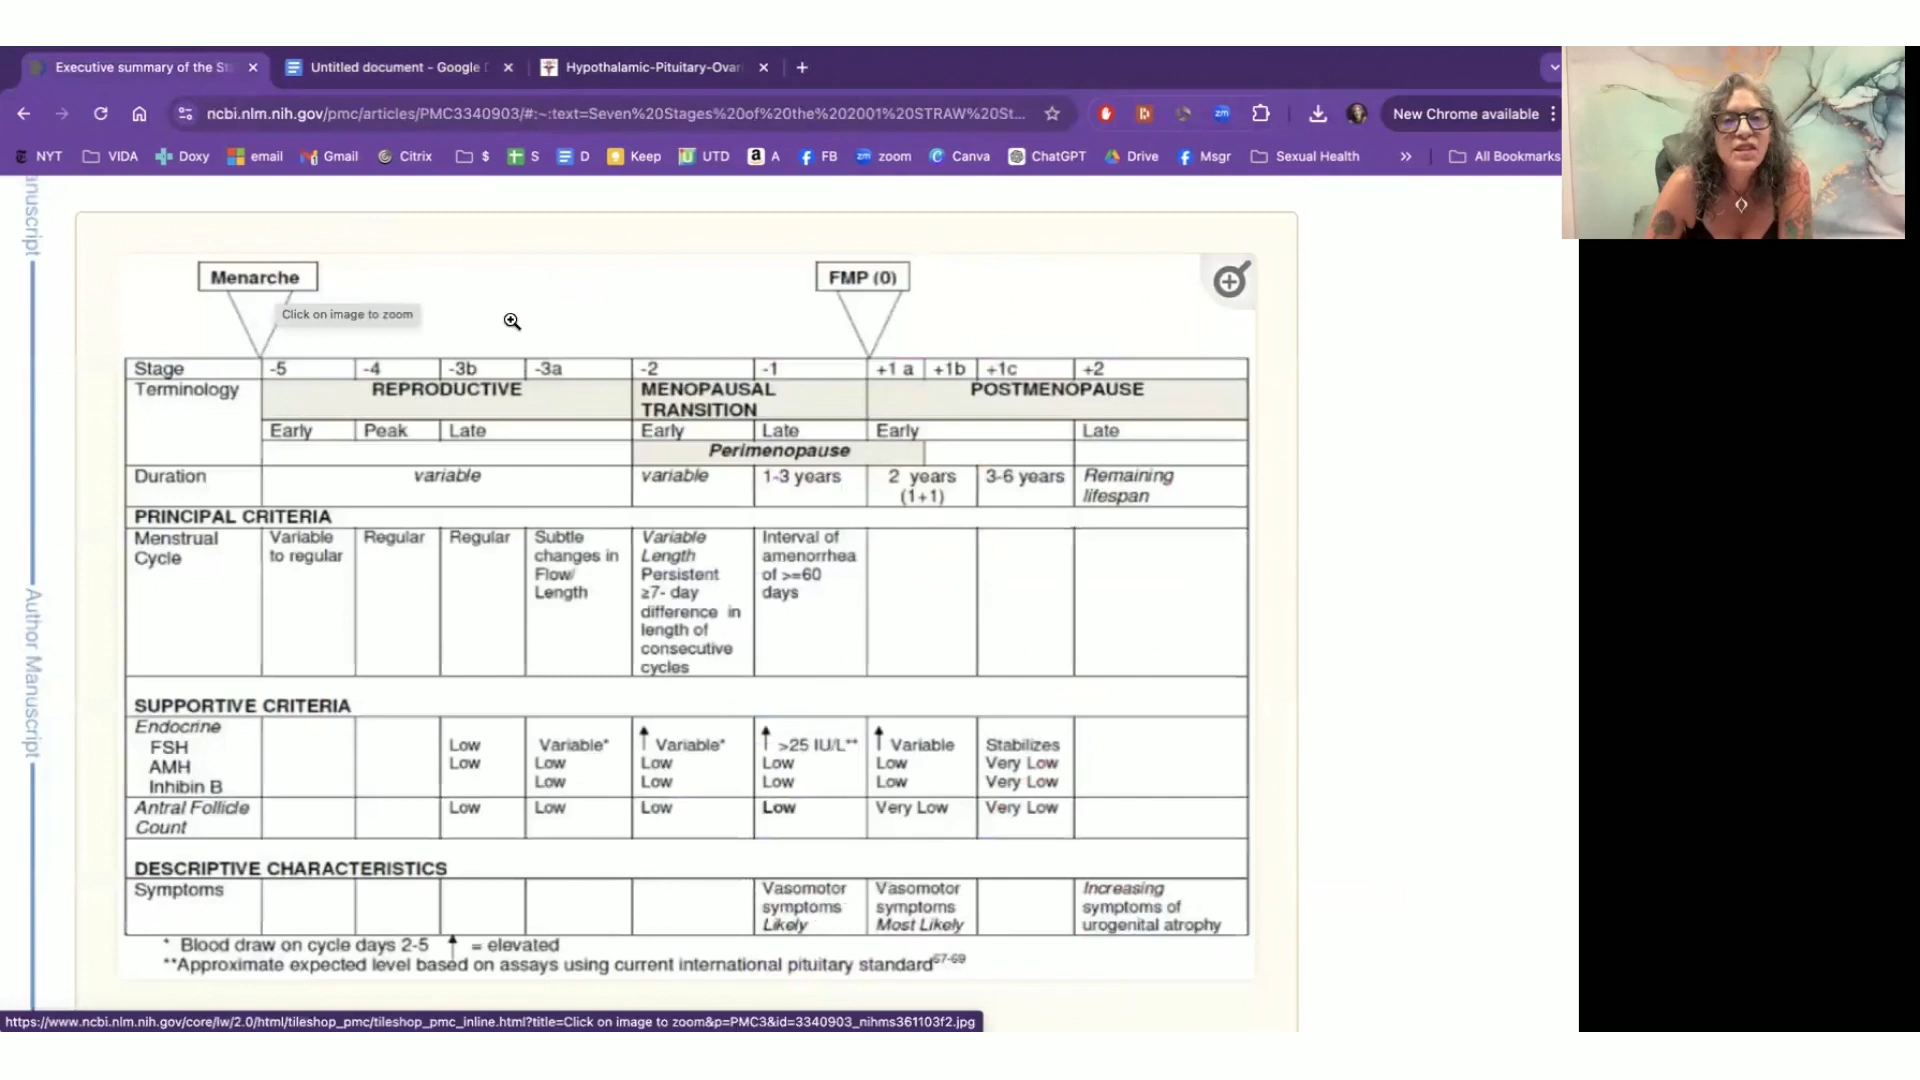 Executive summary of the St
Untitled document - Google D
Hypothalamic-Pituitary-Ovar
ncbi.nlm.nih.gov/pmc/articles/PMC3340903/#:~:text=Seven%20Stages%20of%20the%202001%20STRAW%20St...
New Chrome available
NYT VIDA Doxy email Gmail Citrix $ S D Keep UTD A FB zoom Canva ChatGPT Drive Msgr Sexual Health » All Bookmarks
anuscript
Author Manuscript
Menarche
FMP (0)
Click on image to zoom
Stage -5 -4 -3b -3a -2 -1 +1 a +1b +1c +2
Terminology REPRODUCTIVE MENOPAUSAL TRANSITION POSTMENOPAUSE
Early Peak Late Early Late Early Late
Perimenopause
Duration variable variable 1-3 years 2 years (1+1) 3-6 years Remaining lifespan
PRINCIPAL CRITERIA
Menstrual Cycle
Variable to regular
Regular
Regular
Subtle changes in Flow/ Length
Variable Length Persistent ≥7- day difference in length of consecutive cycles
Interval of amenorrhea of >=60 days
SUPPORTIVE CRITERIA
Endocrine
FSH Low Variable* ↑ Variable* ↑ >25 IU/L** ↑ Variable Stabilizes
AMH Low Low Low Low Low Very Low
Inhibin B Low Low Low Low Very Low
Antral Follicle Count Low Low Low Low Very Low Very Low
DESCRIPTIVE CHARACTERISTICS
Symptoms
Vasomotor symptoms Likely
Vasomotor symptoms Most Likely
Increasing symptoms of urogenital atrophy
* Blood draw on cycle days 2-5 ↑ = elevated
**Approximate expected level based on assays using current international pituitary standard67-69
https://www.ncbi.nlm.nih.gov/core/lw/2.0/html/tileshop_pmc/tileshop_pmc_inline.html?title=Click on image to zoom&p=PMC3&id=3340903_nihms361103f2.jpg